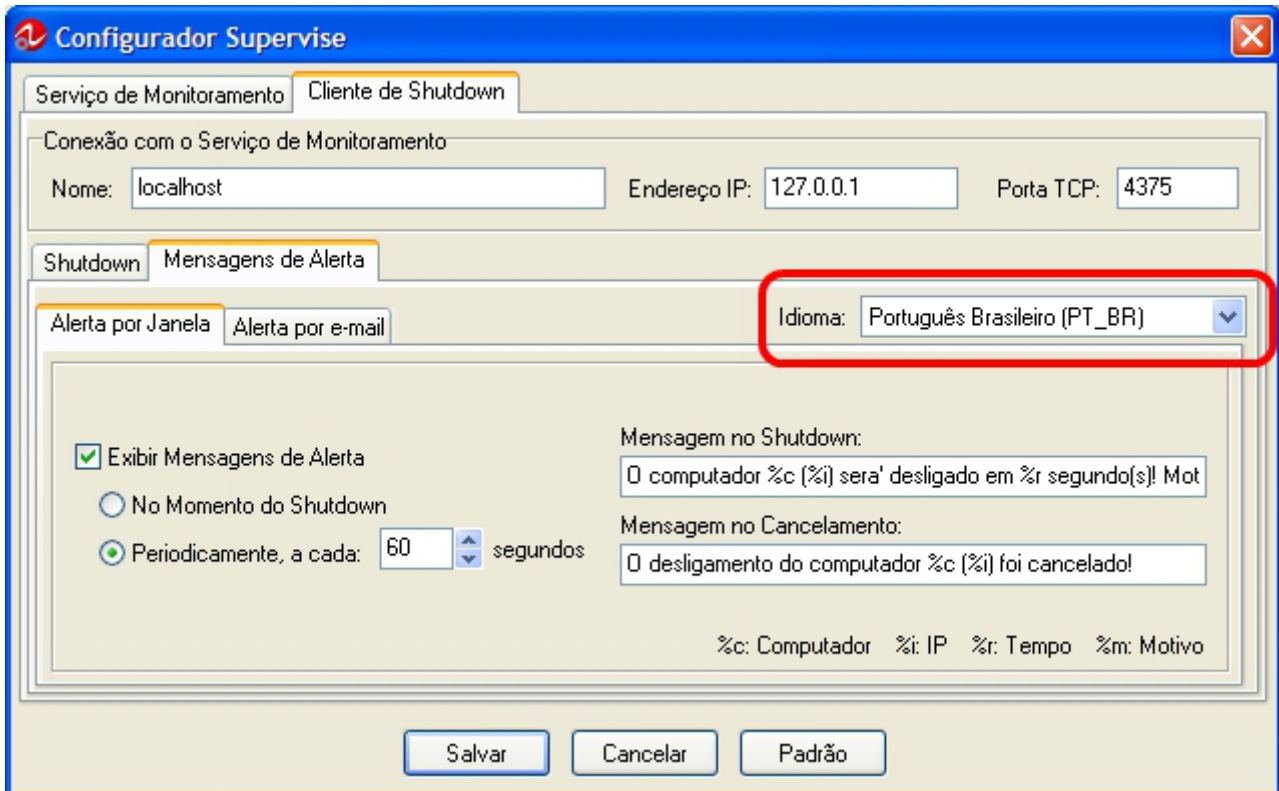 Configurador Supervise
Serviço de Monitoramento Cliente de Shutdown
Conexão com o Serviço de Monitoramento
Nome: localhost Endereço IP: 127.0.0.1 Porta TCP: 4375
Shutdown Mensagens de Alerta
Alerta por Janela Alerta por e-mail Idioma: Português Brasileiro (PT_BR)
Mensagem no Shutdown:
Exibir Mensagens de Alerta
O computador %c (%i) sera' desligado em %r segundo(s)! Mot
No Momento do Shutdown
Mensagem no Cancelamento:
Periodicamente, a cada: 60 segundos
O desligamento do computador %c (%i) foi cancelado!
%c: Computador %i: IP %r: Tempo %m: Motivo
Salvar Cancelar Padrão